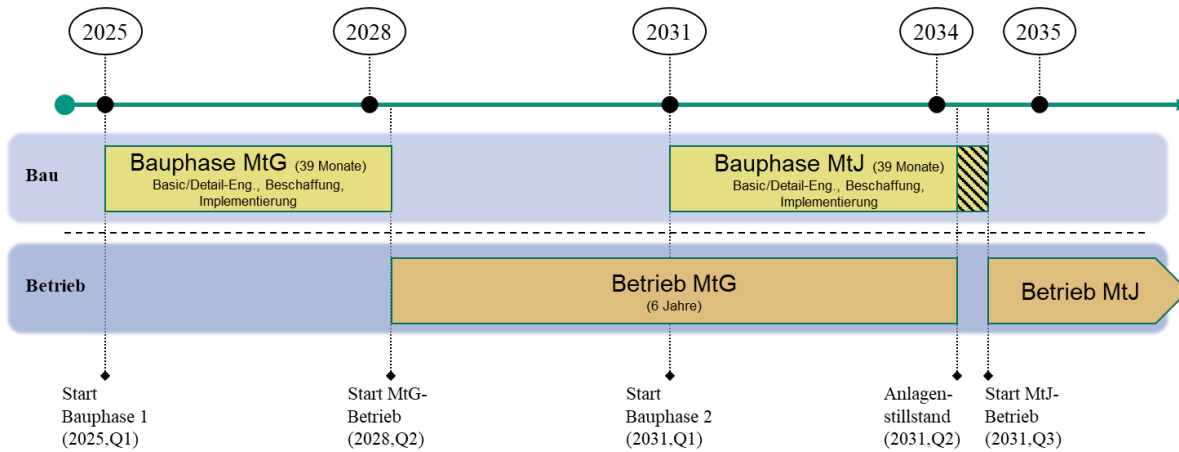 2025
2028
2031
2034
2035
Bau
Bauphase MtG (39 Monate)
Basic/Detail-Eng., Beschaffung,
Implementierung
Bauphase MtJ (39 Monate)
Basic/Detail-Eng., Beschaffung,
Implementierung
Betrieb
Betrieb MtG
(6 Jahre)
Betrieb MtJ
Start
Bauphase 1
(2025,Q1)
Start MtG-
Betrieb
(2028,Q2)
Start
Bauphase 2
(2031,Q1)
Anlagen-
stillstand
(2031,Q2)
Start MtJ-
Betrieb
(2031,Q3)